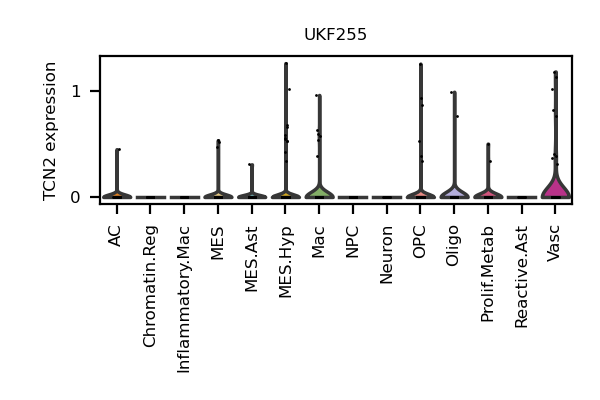 UKF255
TCN2 expression
1
0
AC
Chromatin.Reg
Inflammatory.Mac
MES
MES.Ast
MES.Hyp
Mac
NPC
Neuron
OPC
Oligo
Prolif.Metab
Reactive.Ast
Vasc